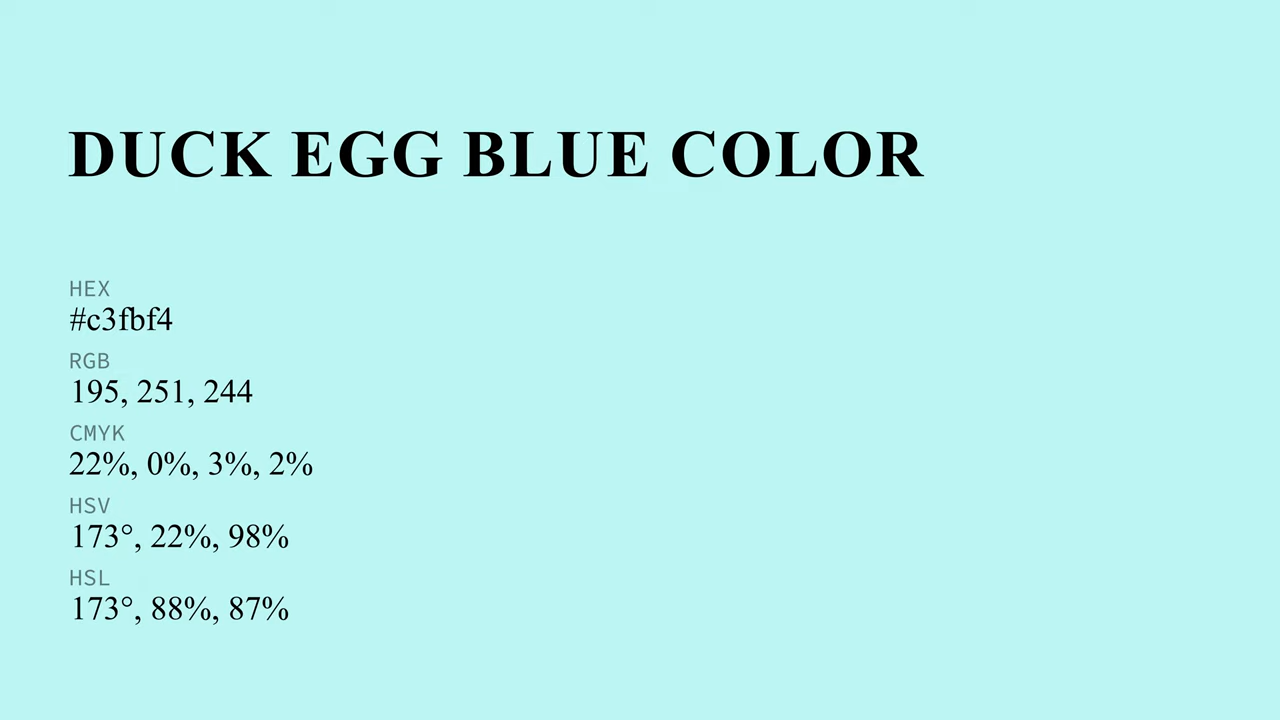 DUCK EGG BLUE COLOR
HEX
#c3fbf4
RGB
195, 251, 244
CMYK
22%, 0%, 3%, 2%
HSV
173°, 22%, 98%
HSL
173°, 88%, 87%